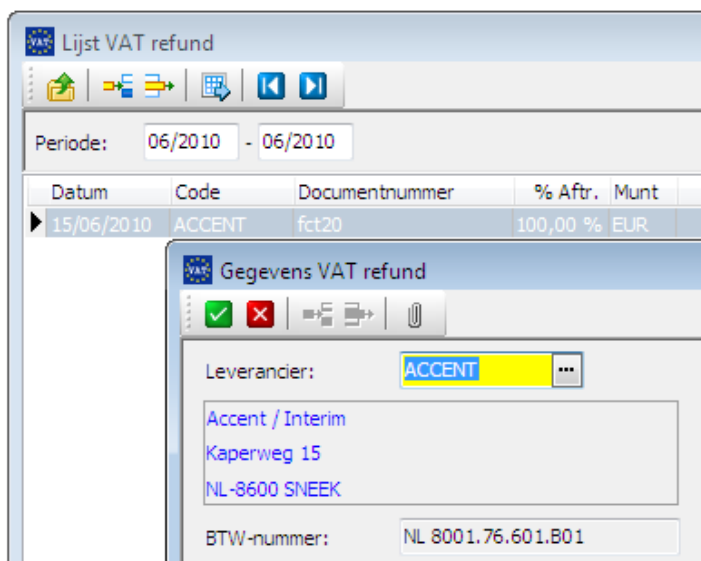 VAT Lijst VAT refund
Periode: 06/2010 - 06/2010
Datum Code Documentnummer % Aftr. Munt
15/06/2010 ACCENT fct20 100,00 % EUR
VAT Gegevens VAT refund
Leverancier: ACCENT ...
Accent / Interim
Kaperweg 15
NL-8600 SNEEK
BTW-nummer: NL 8001.76.601.B01